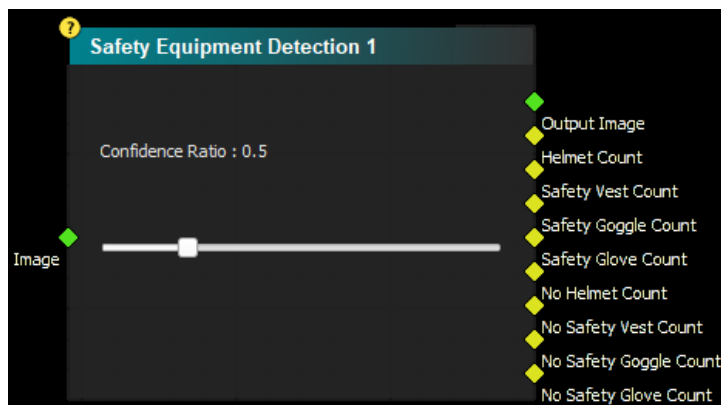 ?
Safety Equipment Detection 1
Confidence Ratio : 0.5
Image
Output Image
Helmet Count
Safety Vest Count
Safety Goggle Count
Safety Glove Count
No Helmet Count
No Safety Vest Count
No Safety Goggle Count
No Safety Glove Count